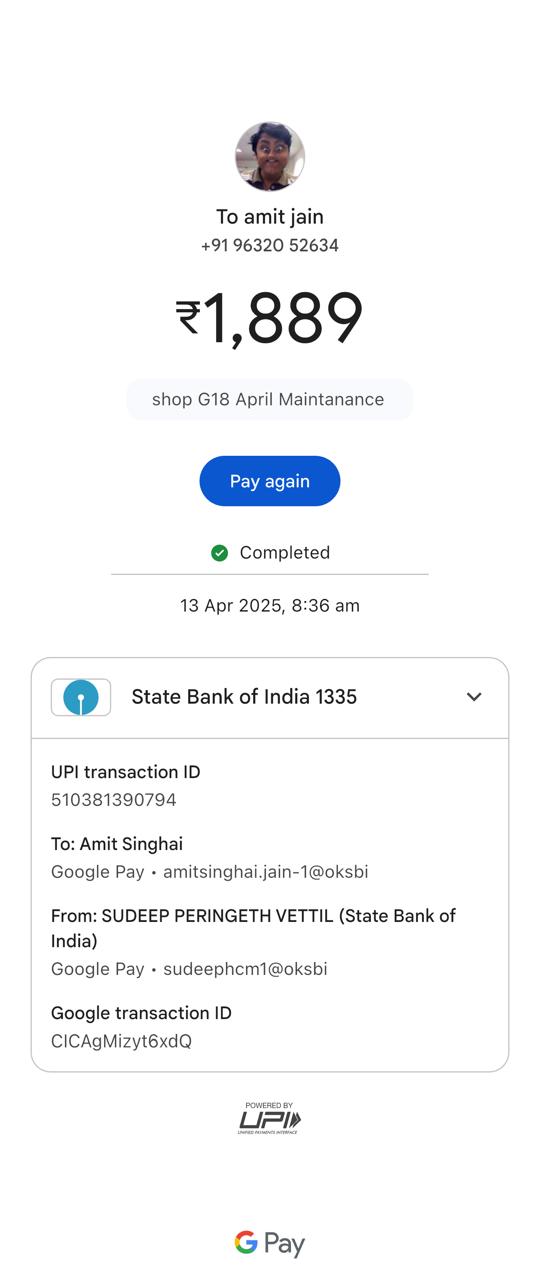 To amit jain
+91 96320 52634
₹1,889
shop G18 April Maintanance
Pay again
Completed
13 Apr 2025, 8:36 am
State Bank of India 1335
UPI transaction ID
510381390794
To: Amit Singhai
Google Pay • amitsinghai.jain-1@oksbi
From: SUDEEP PERINGETH VETTIL (State Bank of
India)
Google Pay • sudeephcm1@oksbi
Google transaction ID
CICAgMizyt6xdQ
POWERED BY
UPI
UNIFIED PAYMENTS INTERFACE
G Pay